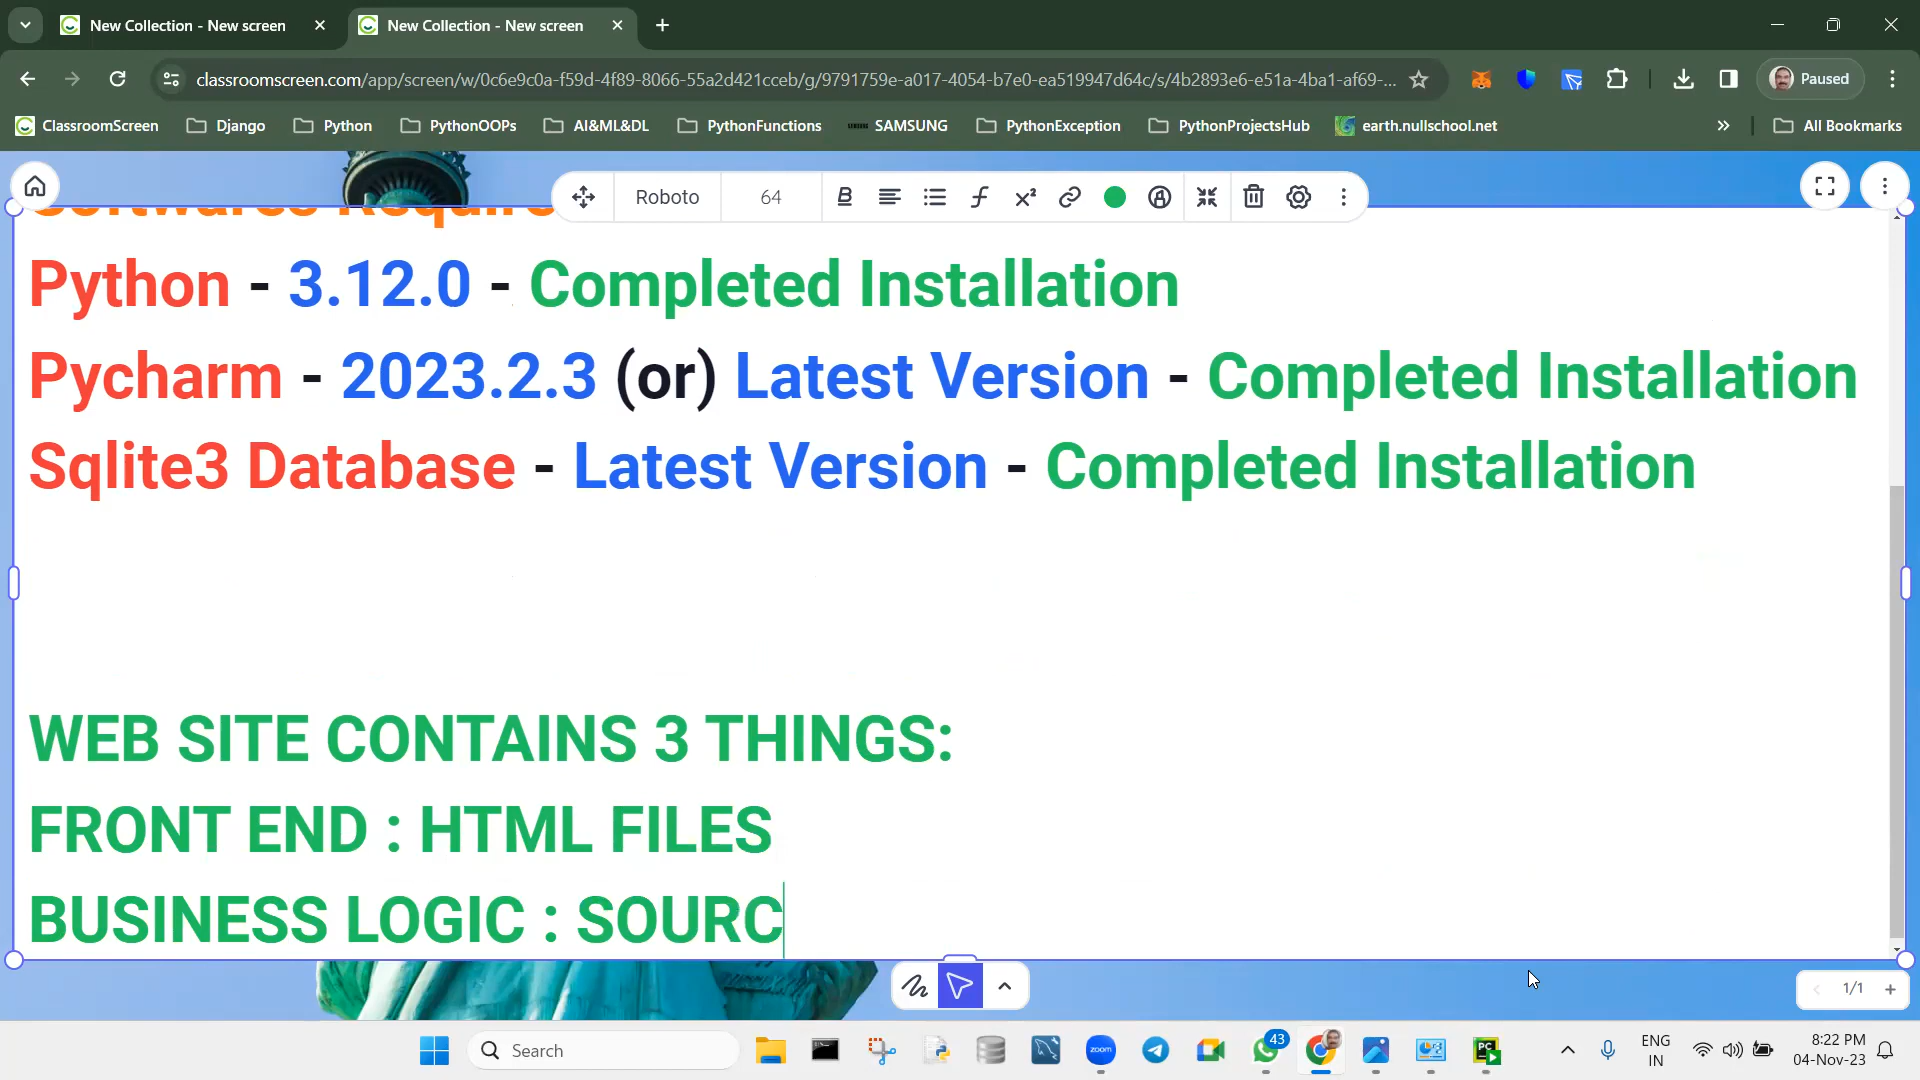 New Collection - New screen
New Collection - New screen
classroomscreen.com/app/screen/w/0c6e9c0a-f59d-4f89-8066-55a2d421cceb/g/9791759e-a017-4054-b7e0-ea519947d64c/s/4b2893e6-e51a-4ba1-af69-...
Paused
ClassroomScreen
Django
Python
PythonOOPs
AI&ML&DL
PythonFunctions
SAMSUNG
PythonException
PythonProjectsHub
earth.nullschool.net
»
All Bookmarks
Roboto
64
Softwares Require
Python - 3.12.0 - Completed Installation
Pycharm - 2023.2.3 (or) Latest Version - Completed Installation
Sqlite3 Database - Latest Version - Completed Installation
WEB SITE CONTAINS 3 THINGS:
FRONT END : HTML FILES
BUSINESS LOGIC : SOURC
1/1
Search
zoom
43
PC
ENG
IN
8:22 PM
04-Nov-23